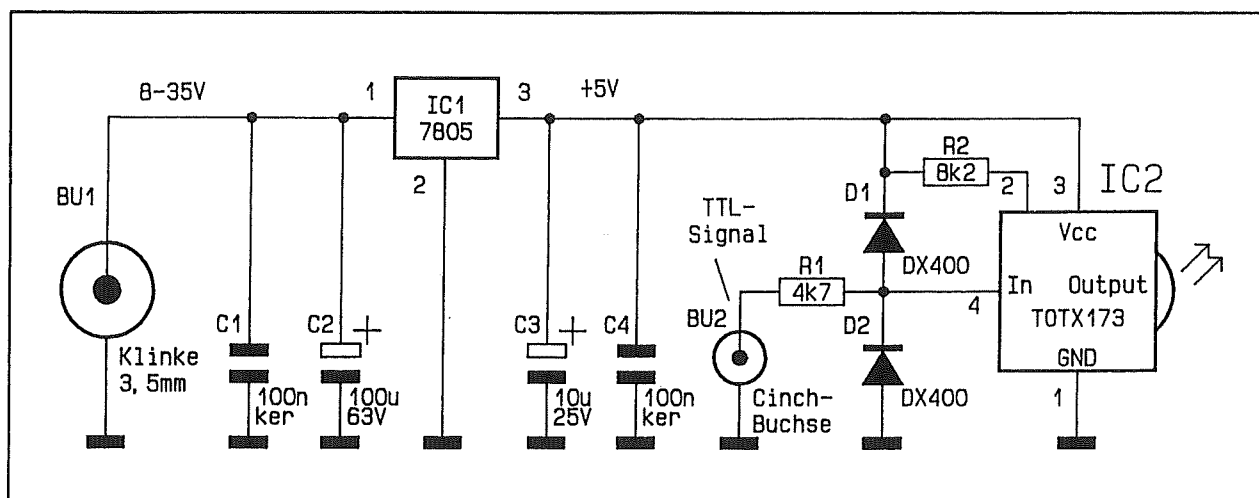 8-35V
1
IC1
7805
3
+5V
2
BU1
Klinke
3,5mm
C1
100n
ker
C2
+
100u
63V
C3
+
10u
25V
C4
100n
ker
TTL-
Signal
BU2
Cinch-
Buchse
R1
4k7
D1
DX400
D2
DX400
R2
8k2
2
3
IC2
Vcc
4
In Output
TOTX173
GND
1